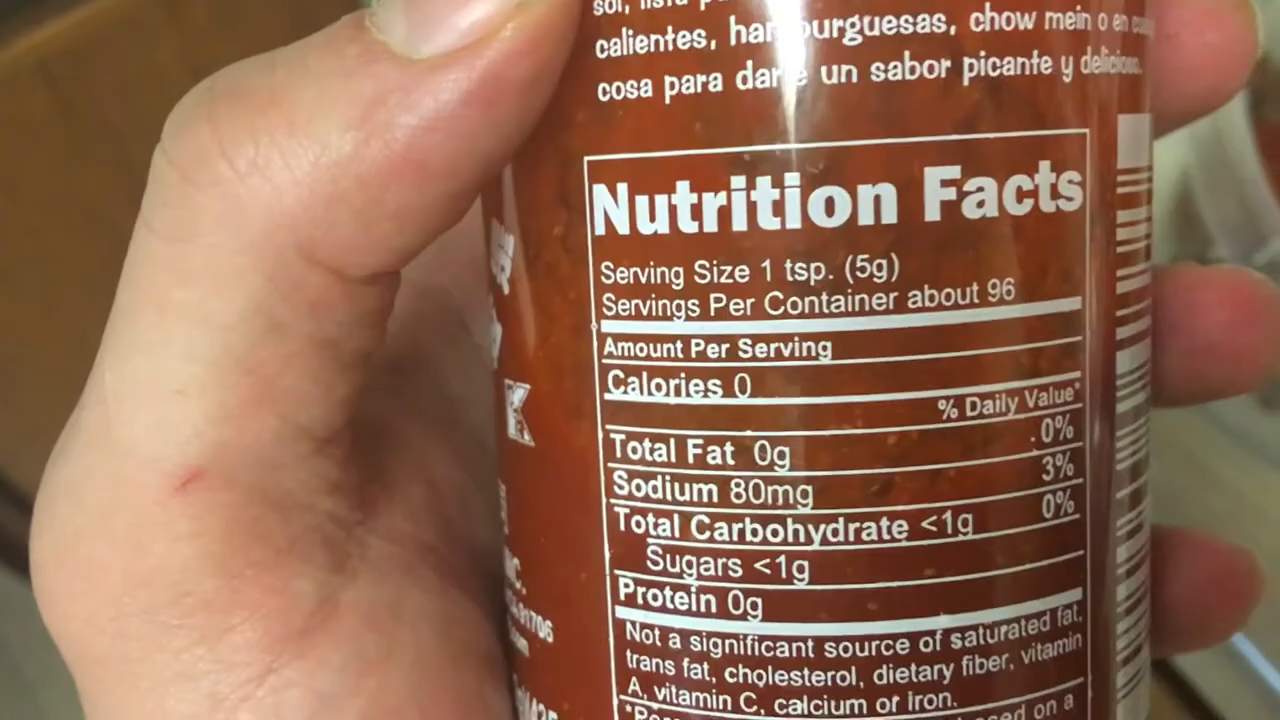 calientes, hamburguesas, chow mein o en
cosa para darle un sabor picante y delicioso.
Nutrition Facts
Serving Size 1 tsp. (5g)
Servings Per Container about 96
Amount Per Serving
Calories 0
% Daily Value*
Total Fat 0g 0%
Sodium 80mg 3%
Total Carbohydrate <1g 0%
Sugars <1g
Protein 0g
Not a significant source of saturated fat,
trans fat, cholesterol, dietary fiber, vitamin
A, vitamin C, calcium or Iron.
on a
K
INC.
91706